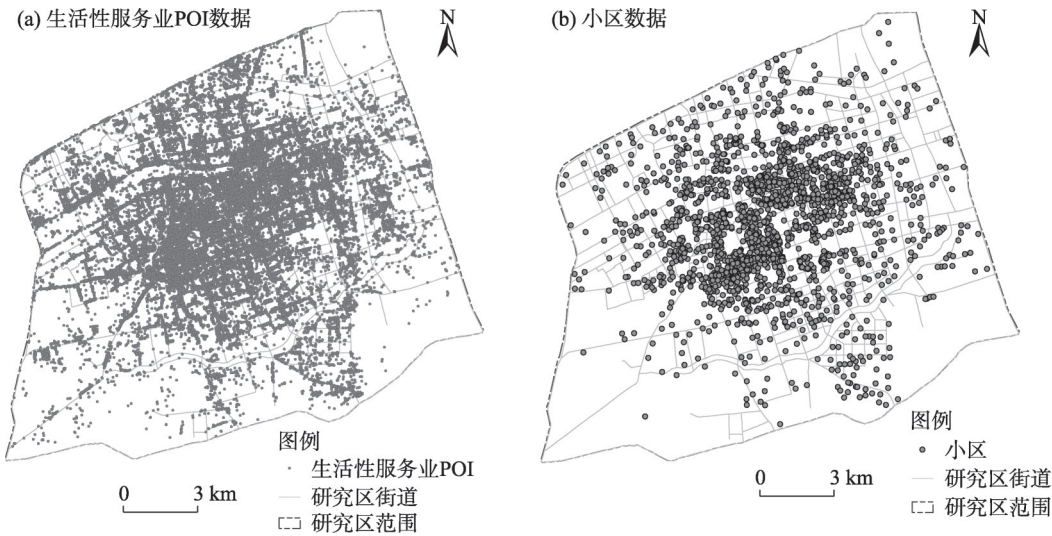 (a) 生活性服务业POI数据
N
图例
生活性服务业POI
研究区街道
研究区范围
0 3 km
(b) 小区数据
N
图例
小区
研究区街道
研究区范围
0 3 km